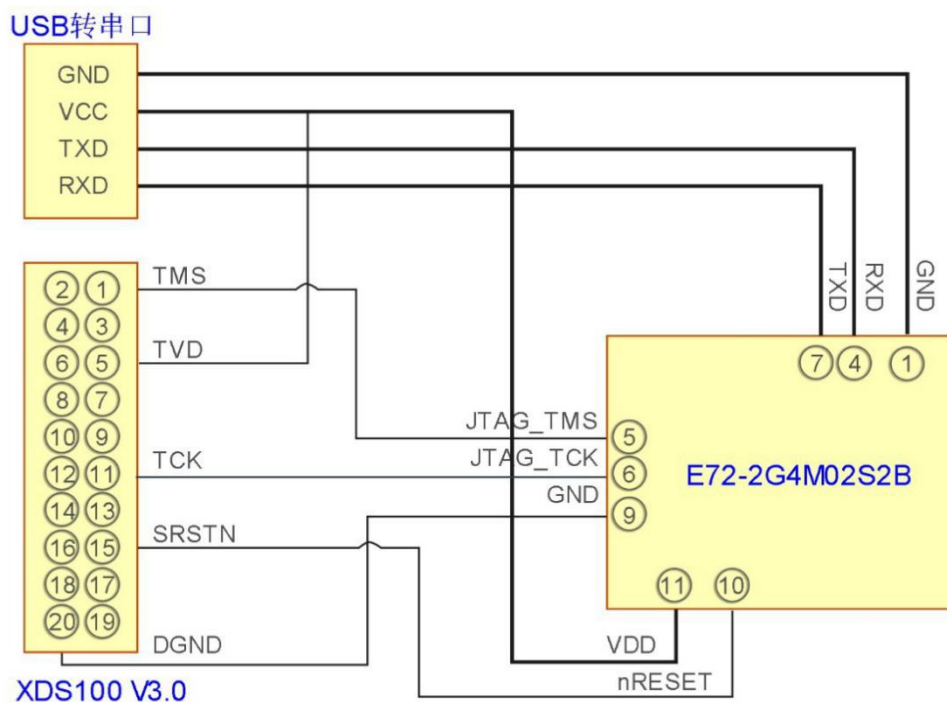 USB转串口
GND
VCC
TXD
RXD
TXD
RXD
GND
2 1 TMS
4 3
6 5 TVD
8 7
10 9
12 11 TCK
14 13
16 15 SRSTN
18 17
20 19
DGND
XDS100 V3.0
7 4 1
JTAG_TMS 5
JTAG_TCK 6
GND 9
E72-2G4M02S2B
11 10
VDD
nRESET